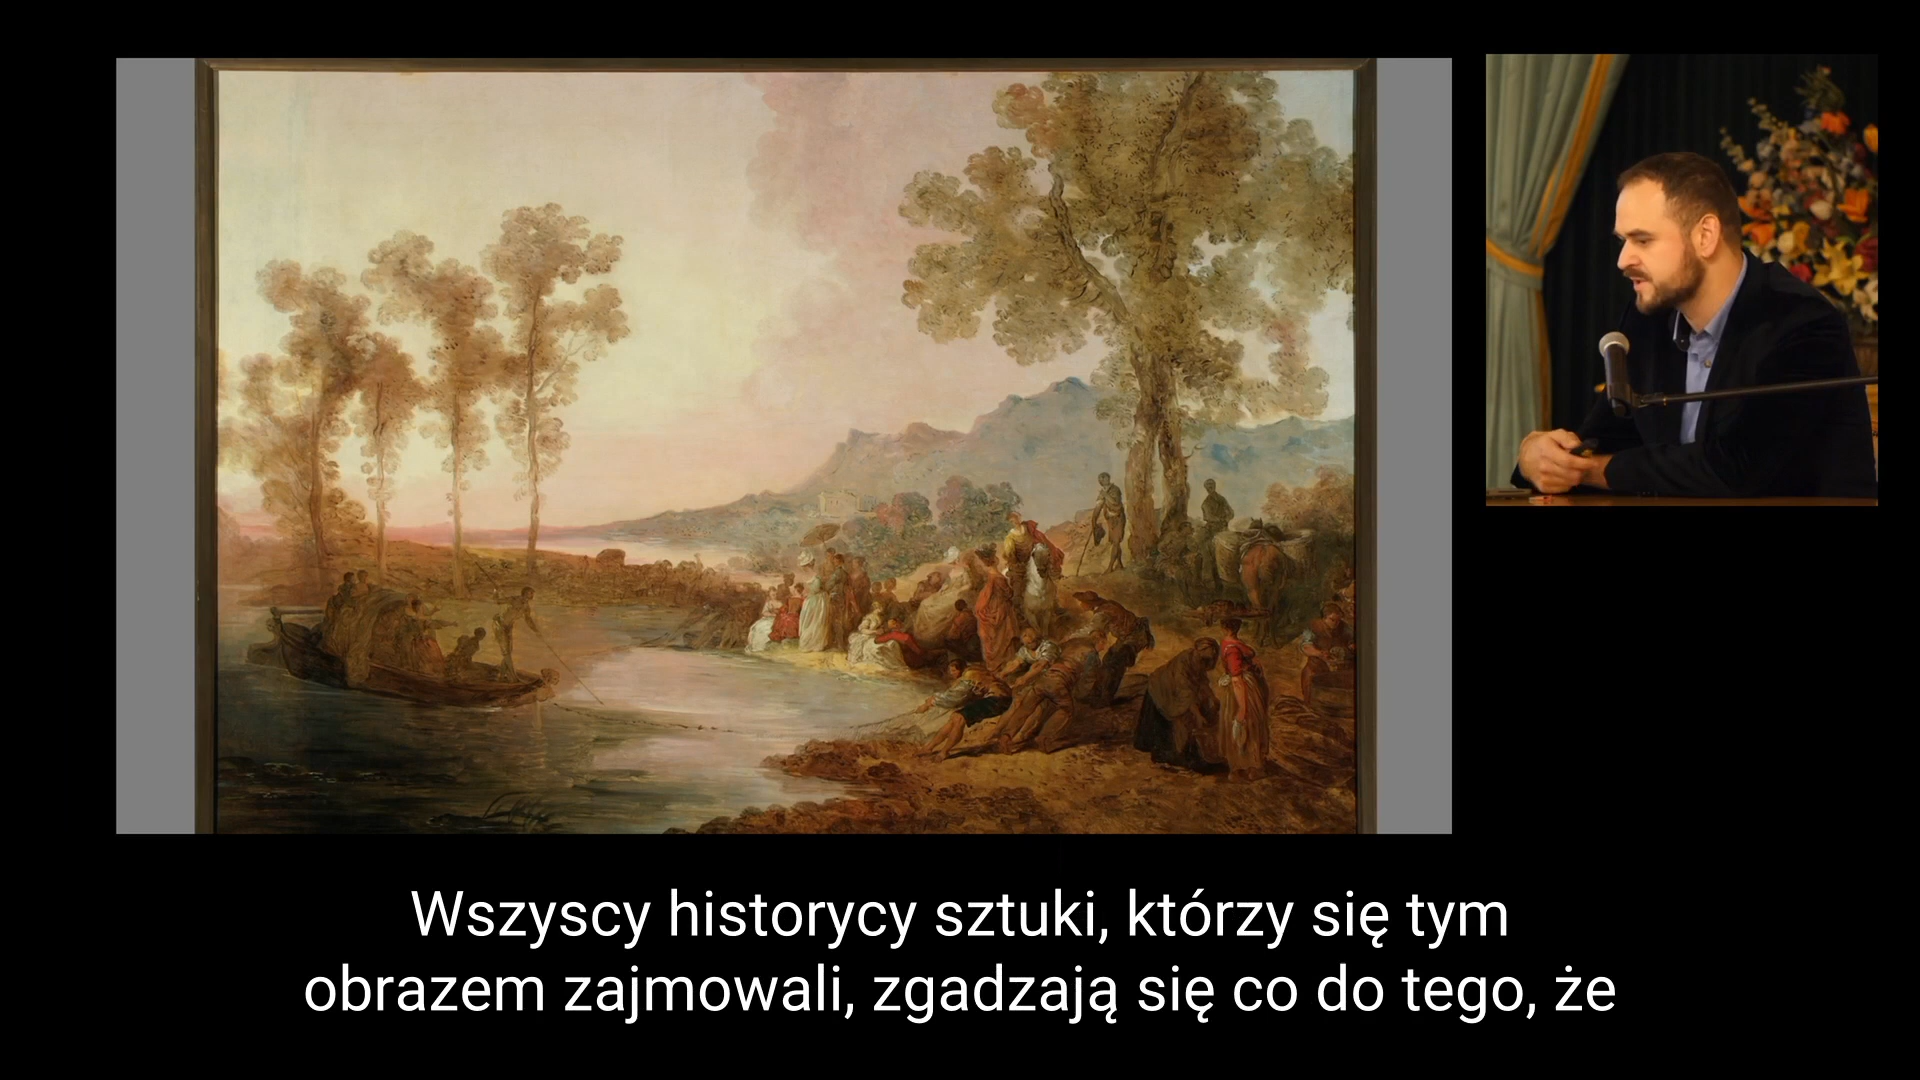 Wszyscy historycy sztuki, którzy się tym
obrazem zajmowali, zgadzają się co do tego, że